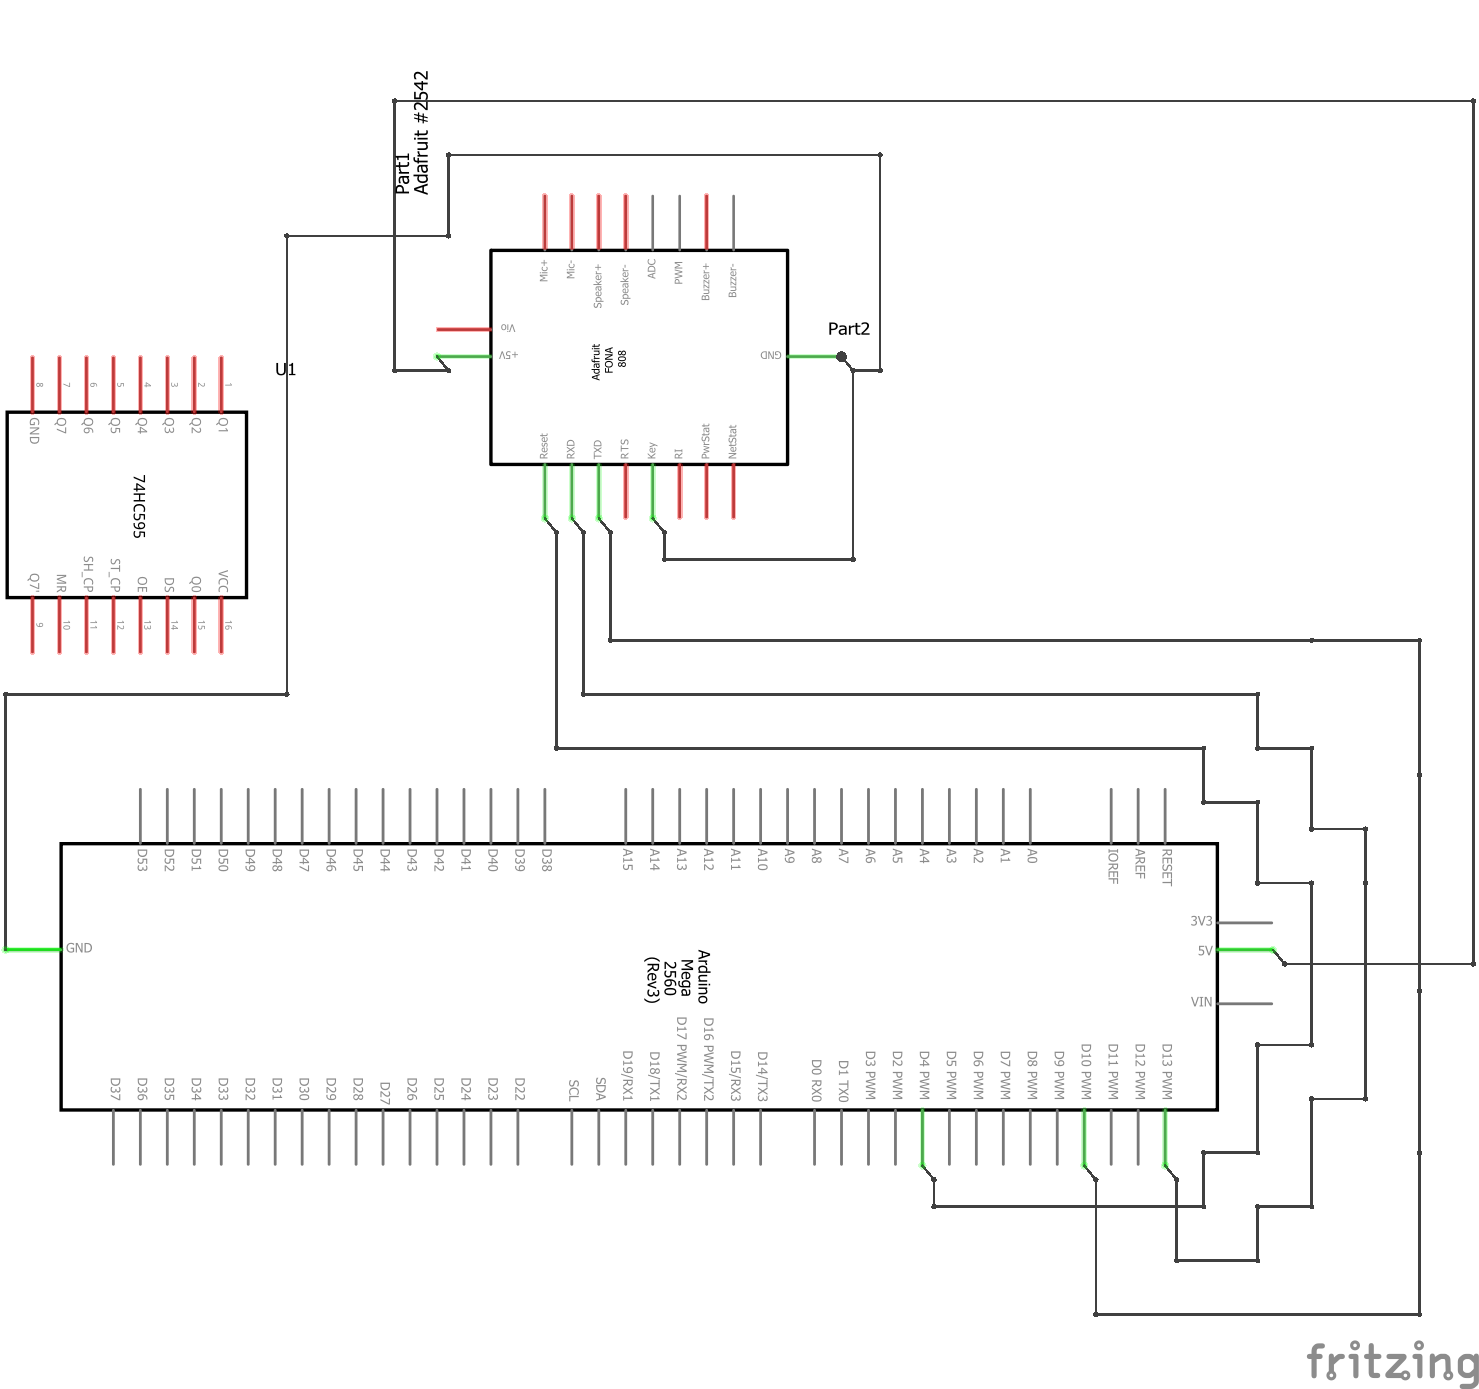 Part1
Adafruit #2542
Mic+
Mic-
Speaker+
Speaker-
ADC
PWM
Buzzer+
Buzzer-
Vio
+5V
Adafruit
FONA
808
GND
Part2
Reset
RXD
TXD
RTS
Key
RI
PwrStat
NetStat
U1
8
7
6
5
4
3
2
1
GND
Q7
Q6
Q5
Q4
Q3
Q2
Q1
74HC595
Q7'
MR
SH_CP
ST_CP
OE
DS
Q0
VCC
9
10
11
12
13
14
15
16
D53
D52
D51
D50
D49
D48
D47
D46
D45
D44
D43
D42
D41
D40
D39
D38
A15
A14
A13
A12
A11
A10
A9
A8
A7
A6
A5
A4
A3
A2
A1
A0
IOREF
AREF
RESET
GND
3V3
5V
VIN
Arduino
Mega
2560
(Rev3)
D37
D36
D35
D34
D33
D32
D31
D30
D29
D28
D27
D26
D25
D24
D23
D22
SCL
SDA
D19/RX1
D18/TX1
D17 PWM/RX2
D16 PWM/TX2
D15/RX3
D14/TX3
D0 RX0
D1 TX0
D3 PWM
D2 PWM
D4 PWM
D5 PWM
D6 PWM
D7 PWM
D8 PWM
D9 PWM
D10 PWM
D11 PWM
D12 PWM
D13 PWM
fritzing